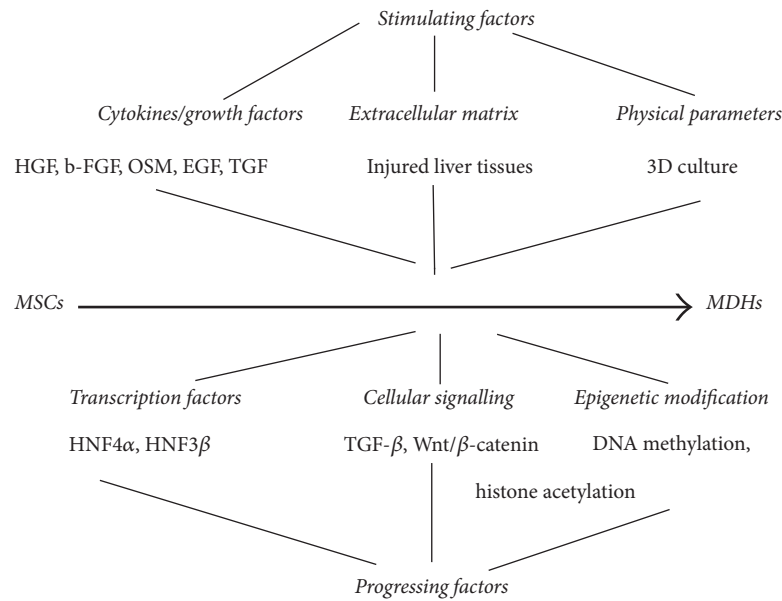 Stimulating factors
Cytokines/growth factors
Extracellular matrix
Physical parameters
HGF, b-FGF, OSM, EGF, TGF
Injured liver tissues
3D culture
MSCs
MDHs
Transcription factors
Cellular signalling
Epigenetic modification
HNF4α, HNF3β
TGF-β, Wnt/β-catenin
DNA methylation,
histone acetylation
Progressing factors